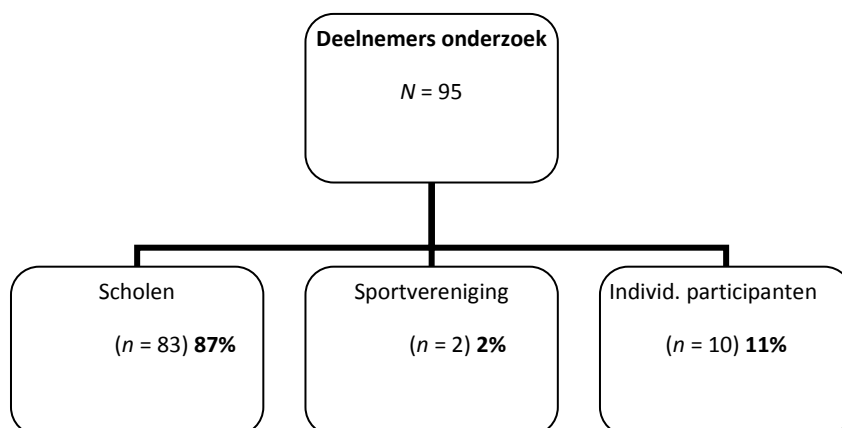 Deelnemers onderzoek
N = 95
Scholen
(n = 83) 87%
Sportvereniging
(n = 2) 2%
Individ. participanten
(n = 10) 11%